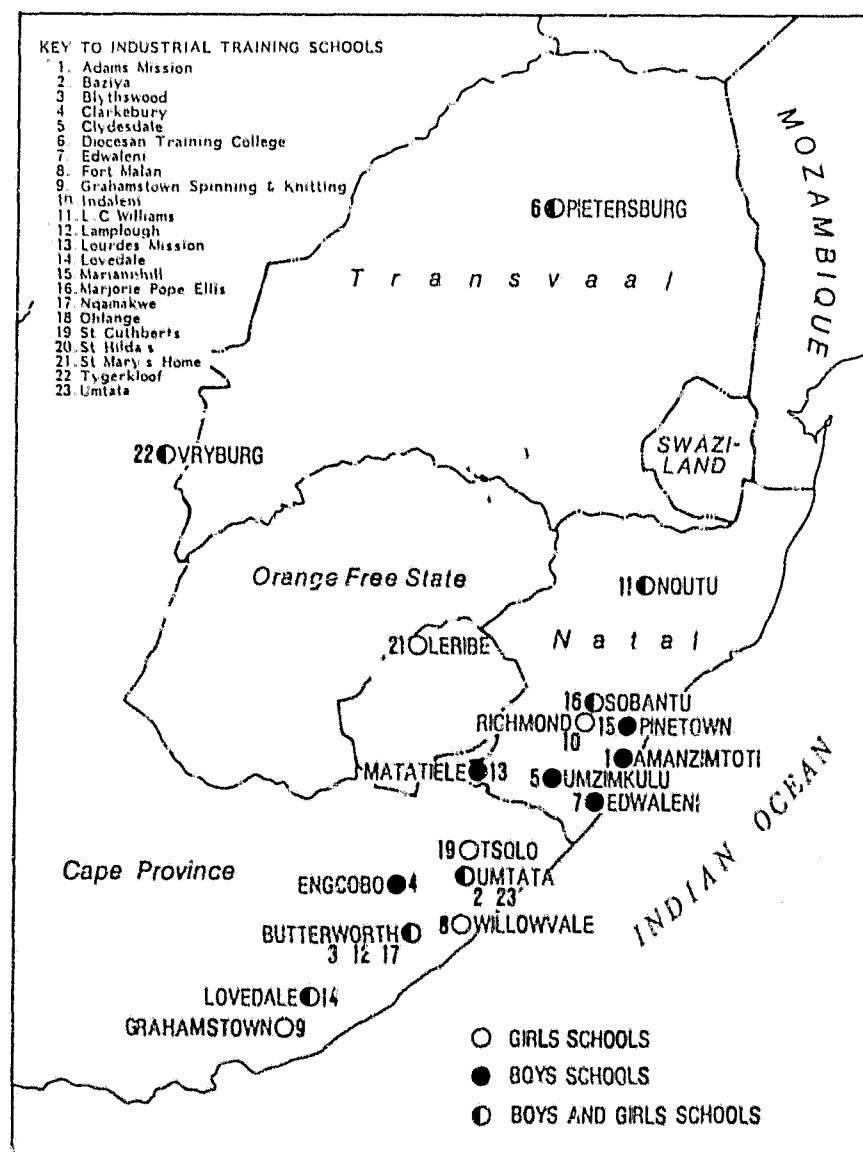 KEY TO INDUSTRIAL TRAINING SCHOOLS
1. Adams Mission
2 Baziya
3 Blythswood
4 Clarkebury
5 Clydesdale
6 Diocesan Training College
7 Edwaleni
8. Fort Malan
9. Grahamstown Spinning & Knitting
10 Indaleni
11. L.C Williams
12. Lamplough
13 Lourdes Mission
14 Lovedale
15 Mariannhill
16. Marjorie Pope Ellis
17. Nqamakwe
18 Ohlange
19 St Cuthberts
20. St Hilda s
21. St Mary s Home
22 Tygerkloof
23. Umtata
MOZAMBIQUE
6 PIETERSBURG
Transvaal
SWAZI-
LAND
22 VRYBURG
Orange Free State
11 NQUTU
Natal
21 LERIBE
16 SOBANTU
RICHMOND 15 PINETOWN
10
1 AMANZIMTOTI
MATATIELE 13
5 UMZIMKULU
7 EDWALENI
INDIAN OCEAN
19 TSOLO
Cape Province
ENGCOBO 4
UMTATA
2 23
8 WILLOWVALE
BUTTERWORTH
3 12 17
LOVEDALE 14
GRAHAMSTOWN 9
GIRLS SCHOOLS
BOYS SCHOOLS
BOYS AND GIRLS SCHOOLS